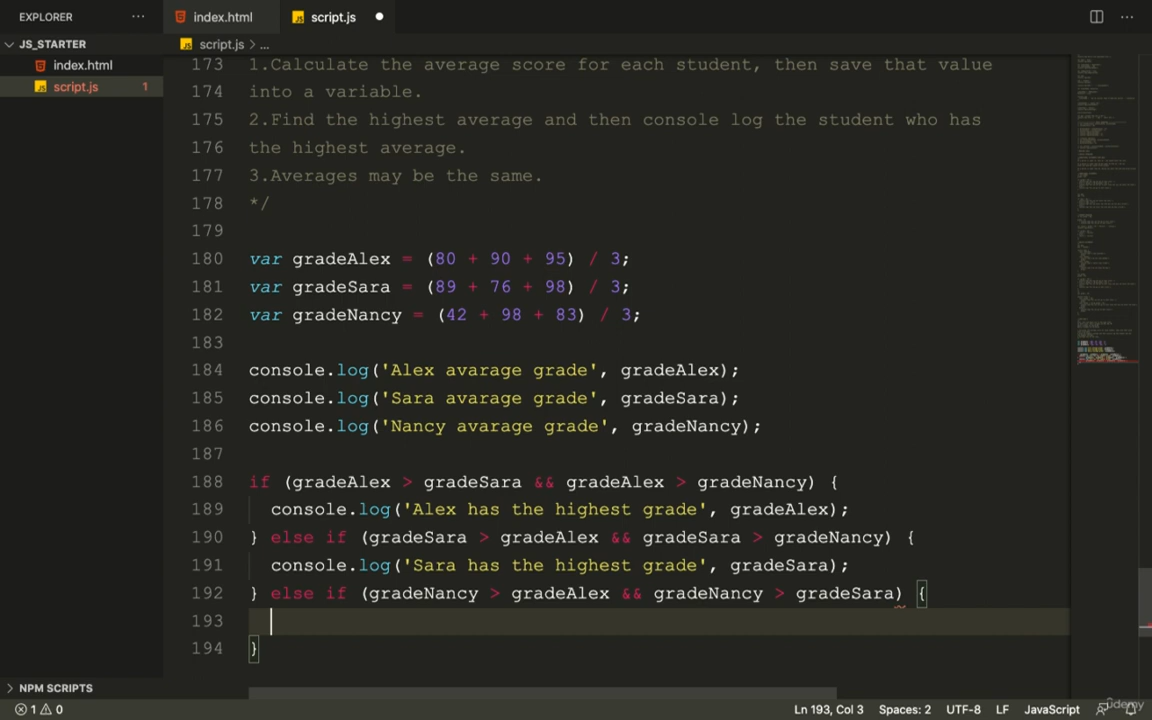 EXPLORER ...
index.html
script.js
JS_STARTER
index.html
script.js 1
script.js > ...
173 1.Calculate the average score for each student, then save that value
174 into a variable.
175 2.Find the highest average and then console log the student who has
176 the highest average.
177 3.Averages may be the same.
178 */
179
180 var gradeAlex = (80 + 90 + 95) / 3;
181 var gradeSara = (89 + 76 + 98) / 3;
182 var gradeNancy = (42 + 98 + 83) / 3;
183
184 console.log('Alex avarage grade', gradeAlex);
185 console.log('Sara avarage grade', gradeSara);
186 console.log('Nancy avarage grade', gradeNancy);
187
188 if (gradeAlex > gradeSara && gradeAlex > gradeNancy) {
189 console.log('Alex has the highest grade', gradeAlex);
190 } else if (gradeSara > gradeAlex && gradeSara > gradeNancy) {
191 console.log('Sara has the highest grade', gradeSara);
192 } else if (gradeNancy > gradeAlex && gradeNancy > gradeSara) {
193
194 }
NPM SCRIPTS
1 0
Ln 193, Col 3 Spaces: 2 UTF-8 LF JavaScript
Udemy